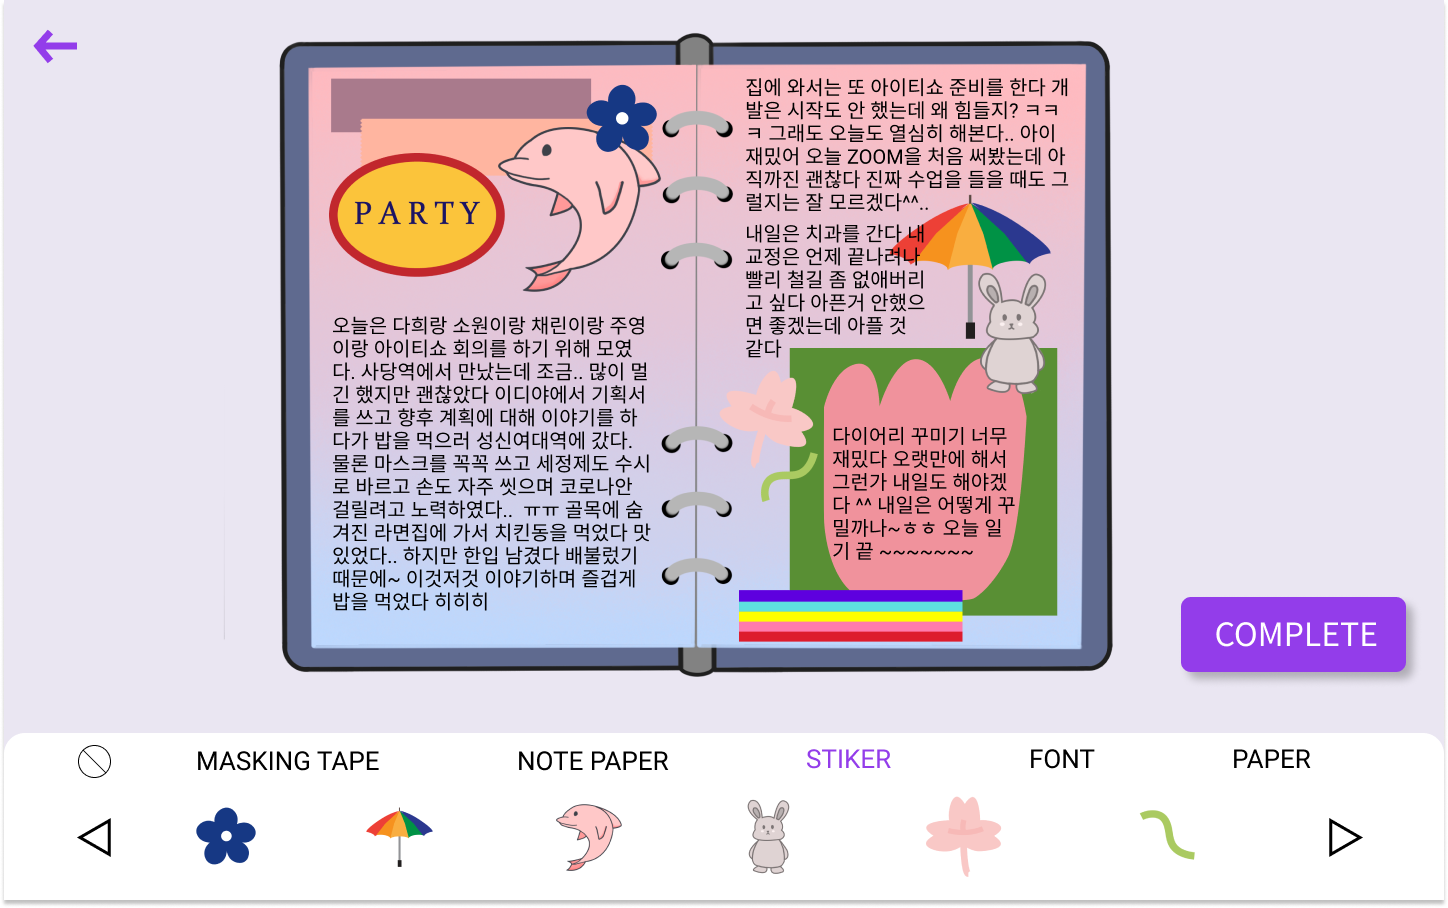 PARTY
오늘은 다희랑 소원이랑 채린이랑 주영
이랑 아이티쇼 회의를 하기 위해 모였
다. 사당역에서 만났는데 조금.. 많이 멀
긴 했지만 괜찮았다 이디야에서 기획서
를 쓰고 향후 계획에 대해 이야기를 하
다가 밥을 먹으러 성신여대역에 갔다.
물론 마스크를 꼭꼭 쓰고 세정제도 수시
로 바르고 손도 자주 씻으며 코로나안
걸릴려고 노력하였다.. ㅠㅠ 골목에 숨
겨진 라면집에 가서 치킨동을 먹었다 맛
있었다.. 하지만 한입 남겼다 배불렀기
때문에~ 이것저것 이야기하며 즐겁게
밥을 먹었다 히히히
집에 와서는 또 아이티쇼 준비를 한다 개
발은 시작도 안 했는데 왜 힘들지? ㅋㅋ
ㅋ 그래도 오늘도 열심히 해본다.. 아이
재밌어 오늘 ZOOM을 처음 써봤는데 아
직까진 괜찮다 진짜 수업을 들을 때도 그
럴지는 잘 모르겠다^^..
내일은 치과를 간다 내
교정은 언제 끝나려나
빨리 철길 좀 없애버리
고 싶다 아픈거 안했으
면 좋겠는데 아플 것
같다
다이어리 꾸미기 너무
재밌다 오랫만에 해서
그런가 내일도 해야겠
다 ^^ 내일은 어떻게 꾸
밀까나~ㅎㅎ 오늘 일
기 끝 ~~~~~~~
COMPLETE
MASKING TAPE
NOTE PAPER
STIKER
FONT
PAPER